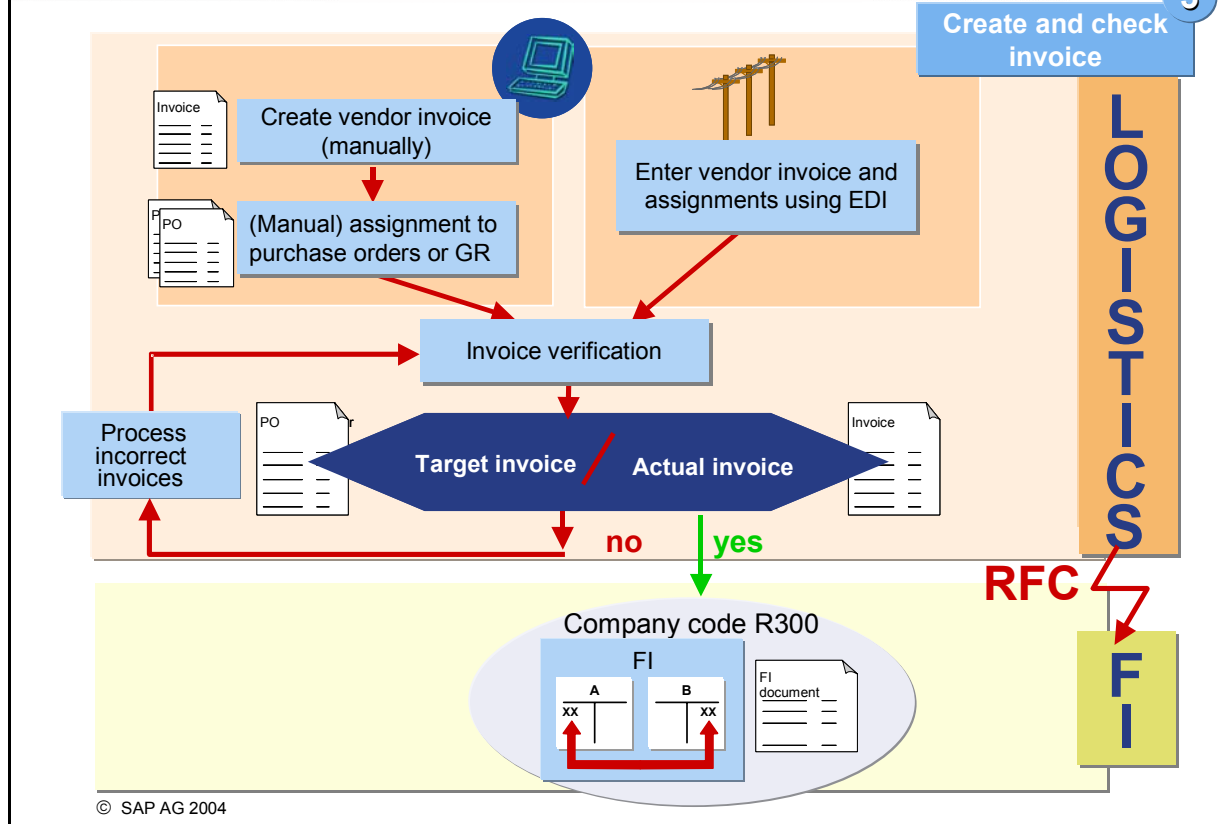 Create and check
invoice
Invoice
Create vendor invoice
(manually)
PO
(Manual) assignment to
purchase orders or GR
Enter vendor invoice and
assignments using EDI
Invoice verification
Process
incorrect
invoices
PO
Target invoice
Actual invoice
Invoice
no
yes
LOGISTICS
RFC
Company code R300
FI
A
xx
B
xx
FI
document
FI
© SAP AG 2004